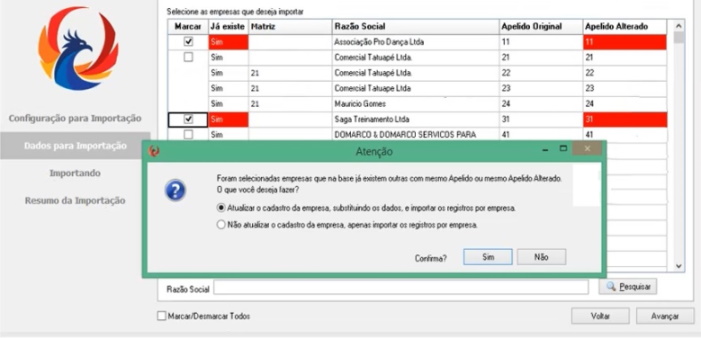 Selecione as empresas que deseja importar
Marcar Já existe Matriz Razão Social Apelido Original Apelido Alterado
Sim Associação Pro Dança Ltda 11 11
Sim Comercial Tatuapé Ltda. 21 21
Sim 21 Comercial Tatuapé Ltda 22 22
Sim 21 Comercial Tatuapé Ltda 23 23
Sim 21 Mauricio Gomes 24 24
Sim Saga Treinamento Ltda 31 31
Sim DOMARCO & DOMARCO SERVICOS PARA 41 41
Configuração para Importação
Dados para Importação
Importando
Resumo da Importação
Atenção
Foram selecionadas empresas que na base já existem outras com mesmo Apelido ou mesmo Apelido Alterado.
O que você deseja fazer?
Atualizar o cadastro da empresa, substituindo os dados, e importar os registros por empresa.
Não atualizar o cadastro da empresa, apenas importar os registros por empresa.
Confirma? Sim Não
Razão Social Pesquisar
Marcar/Desmarcar Todos Voltar Avançar